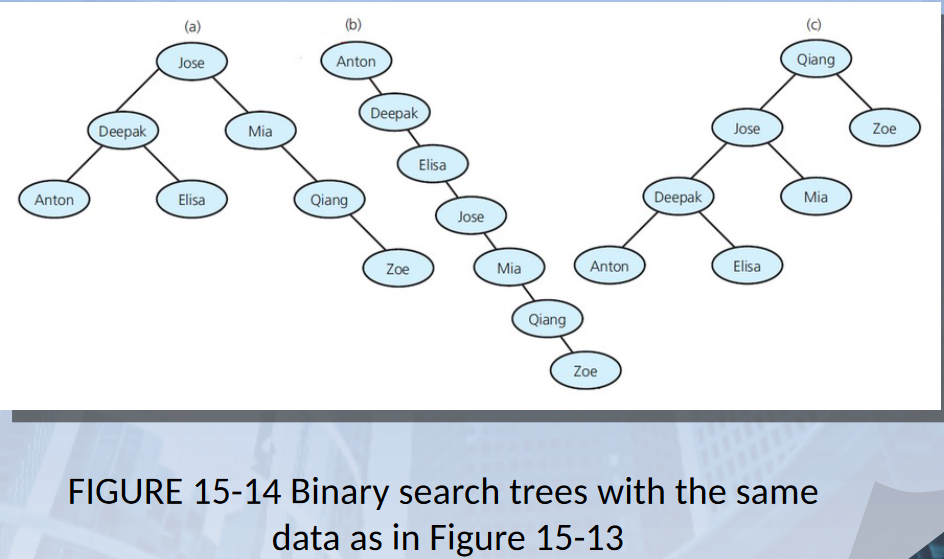 (a)
(b)
(c)
Jose
Anton
Qiang
Deepak
Mia
Deepak
Jose
Zoe
Anton
Elisa
Qiang
Elisa
Deepak
Mia
Zoe
Jose
Anton
Elisa
Mia
Qiang
Zoe
FIGURE 15-14 Binary search trees with the same
data as in Figure 15-13